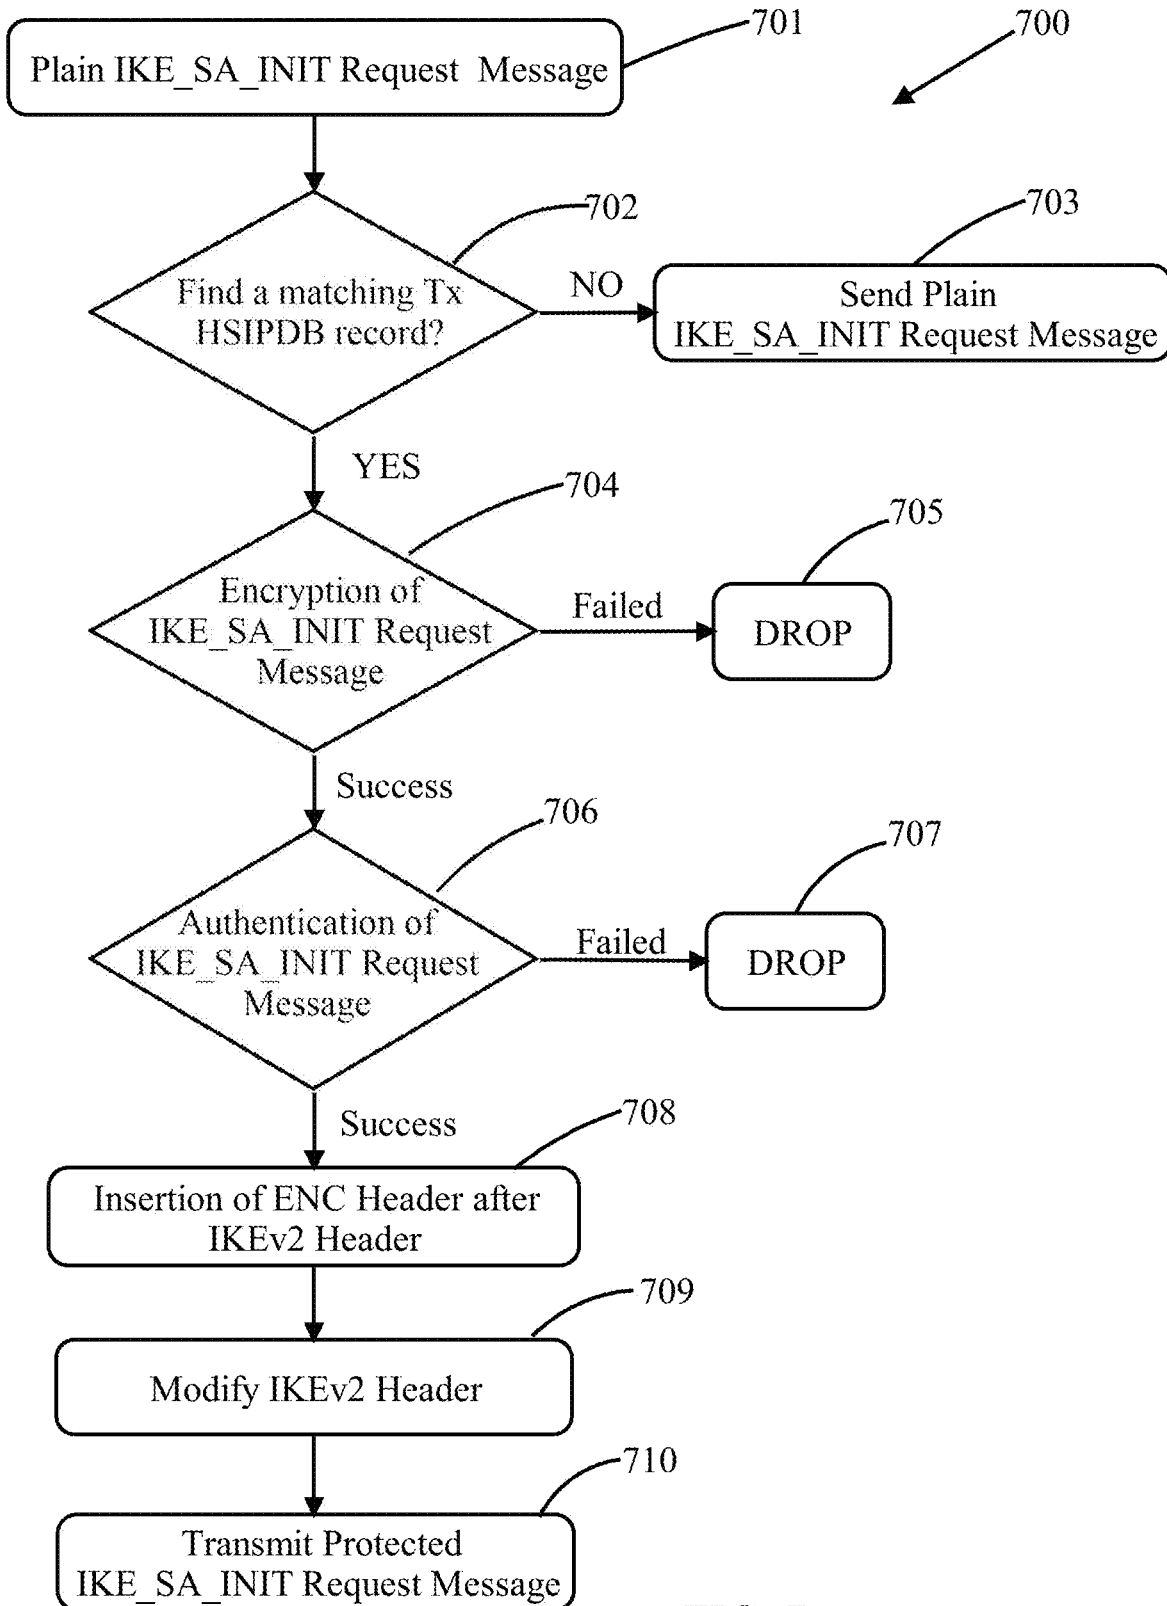 701
700
Plain IKE_SA_INIT Request Message
702
703
Find a matching Tx
HSIPDB record?
NO
Send Plain
IKE_SA_INIT Request Message
YES
704
705
Encryption of
IKE_SA_INIT Request
Message
Failed
DROP
Success
706
707
Authentication of
IKE_SA_INIT Request
Message
Failed
DROP
Success
708
Insertion of ENC Header after
IKEv2 Header
709
Modify IKEv2 Header
710
Transmit Protected
IKE_SA_INIT Request Message